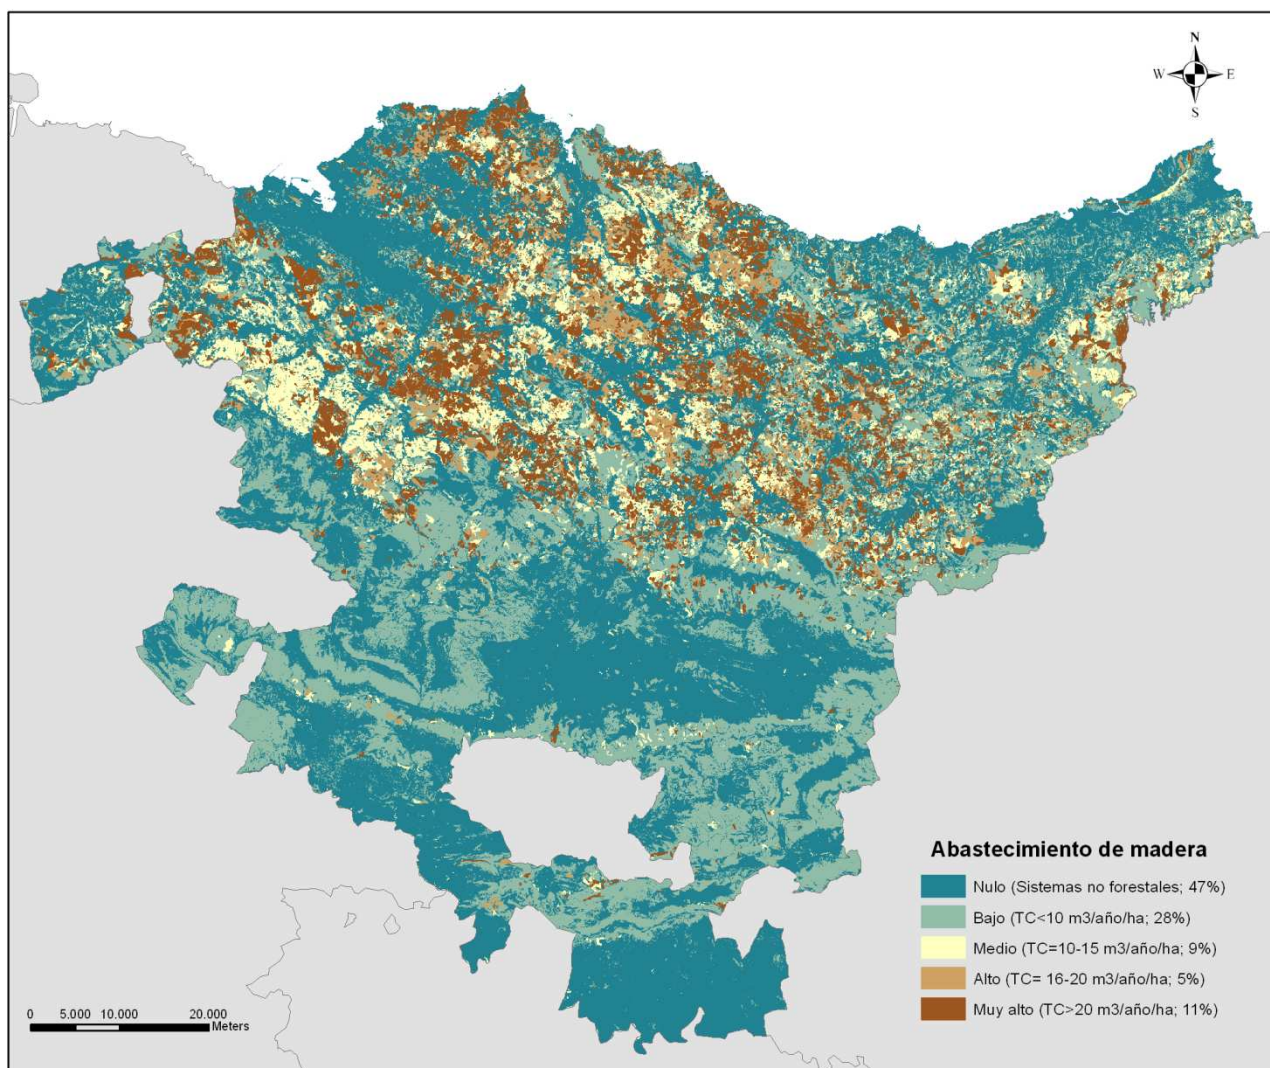 N
W E
S
Abastecimiento de madera
Nulo (Sistemas no forestales; 47%)
Bajo (TC<10 m3/año/ha; 28%)
Medio (TC=10-15 m3/año/ha; 9%)
Alto (TC= 16-20 m3/año/ha; 5%)
Muy alto (TC>20 m3/año/ha; 11%)
0 5.000 10.000 20.000
Meters